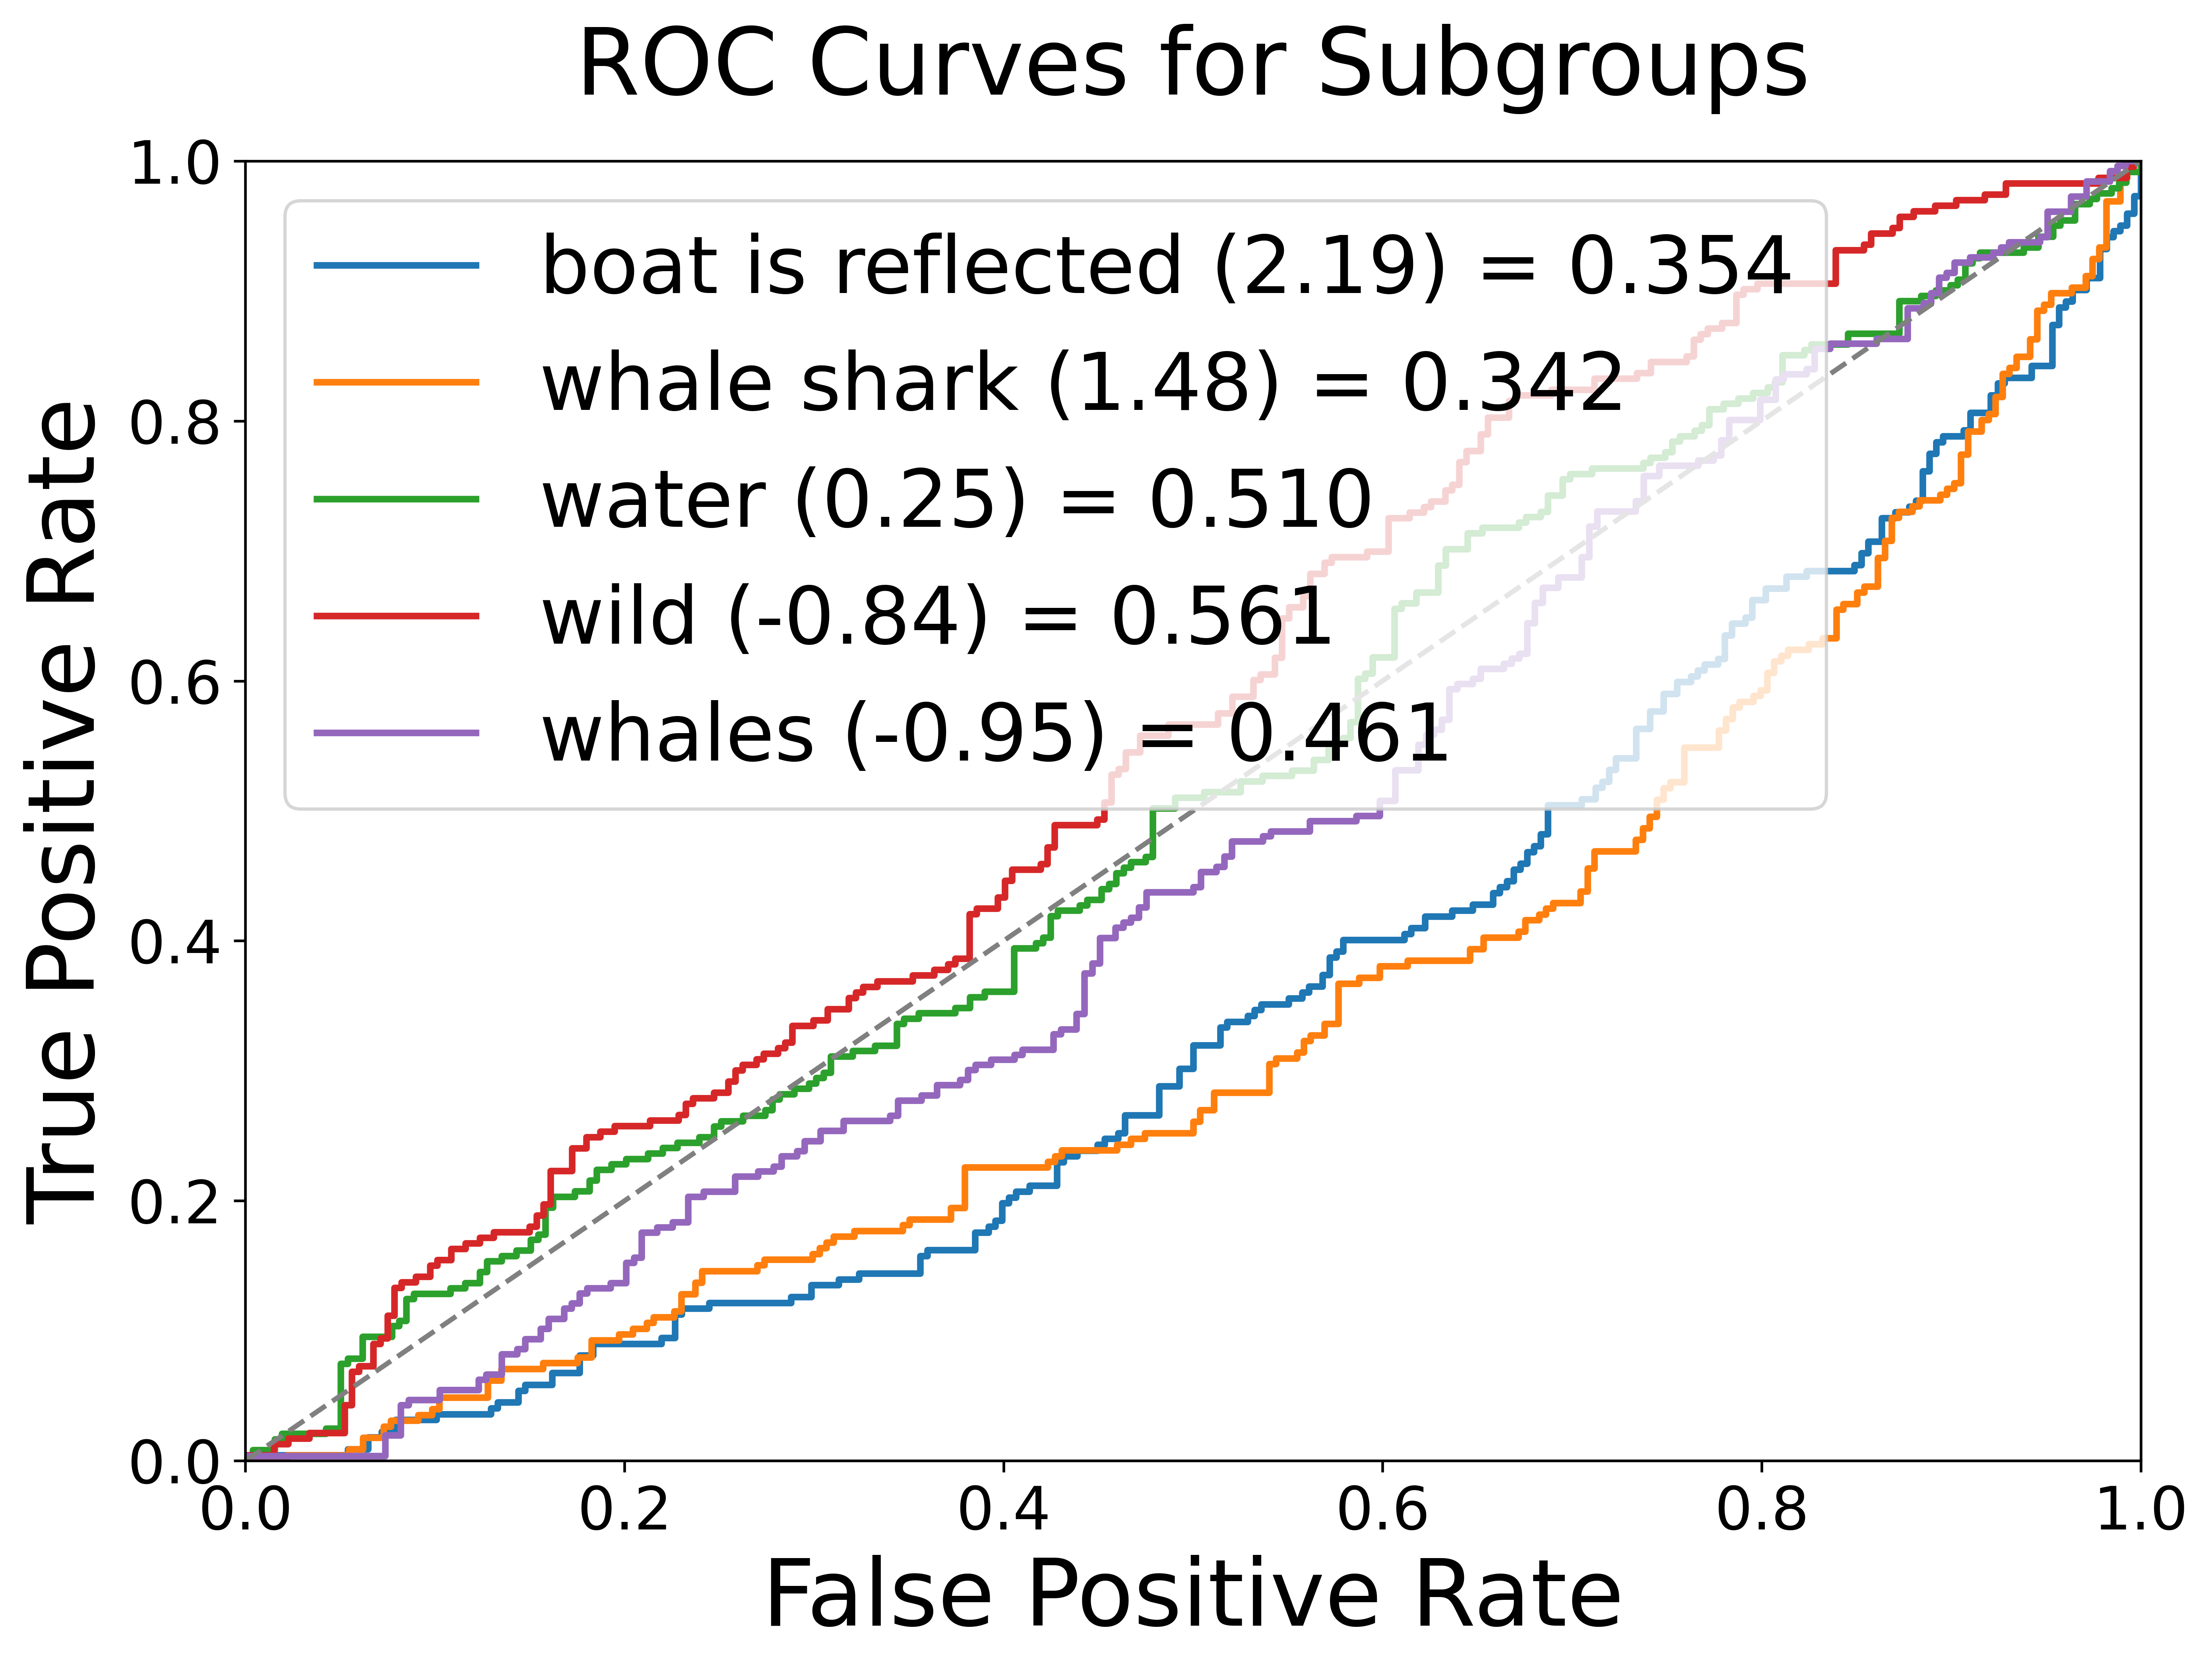 ROC Curves for Subgroups
1.0
0.8
0.6
0.4
0.2
0.0
True Positive Rate
boat is reflected (2.19) = 0.354
whale shark (1.48) = 0.342
water (0.25) = 0.510
wild (-0.84) = 0.561
whales (-0.95) = 0.461
0.0 0.2 0.4 0.6 0.8 1.0
False Positive Rate